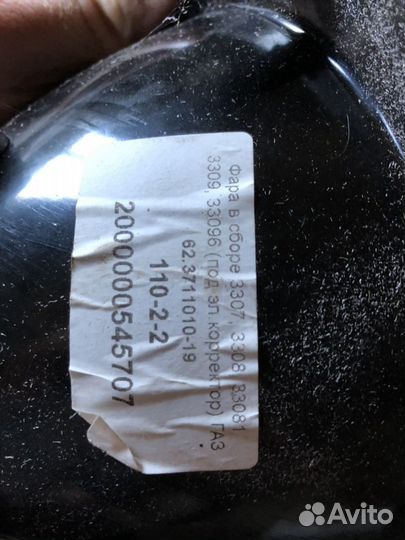 Фара в сборе 3307, 3308 33081
3309, 33096 (под эл.корректор) ГАЗ
62.3711010-19
110-2-2
2000000545707
Avito